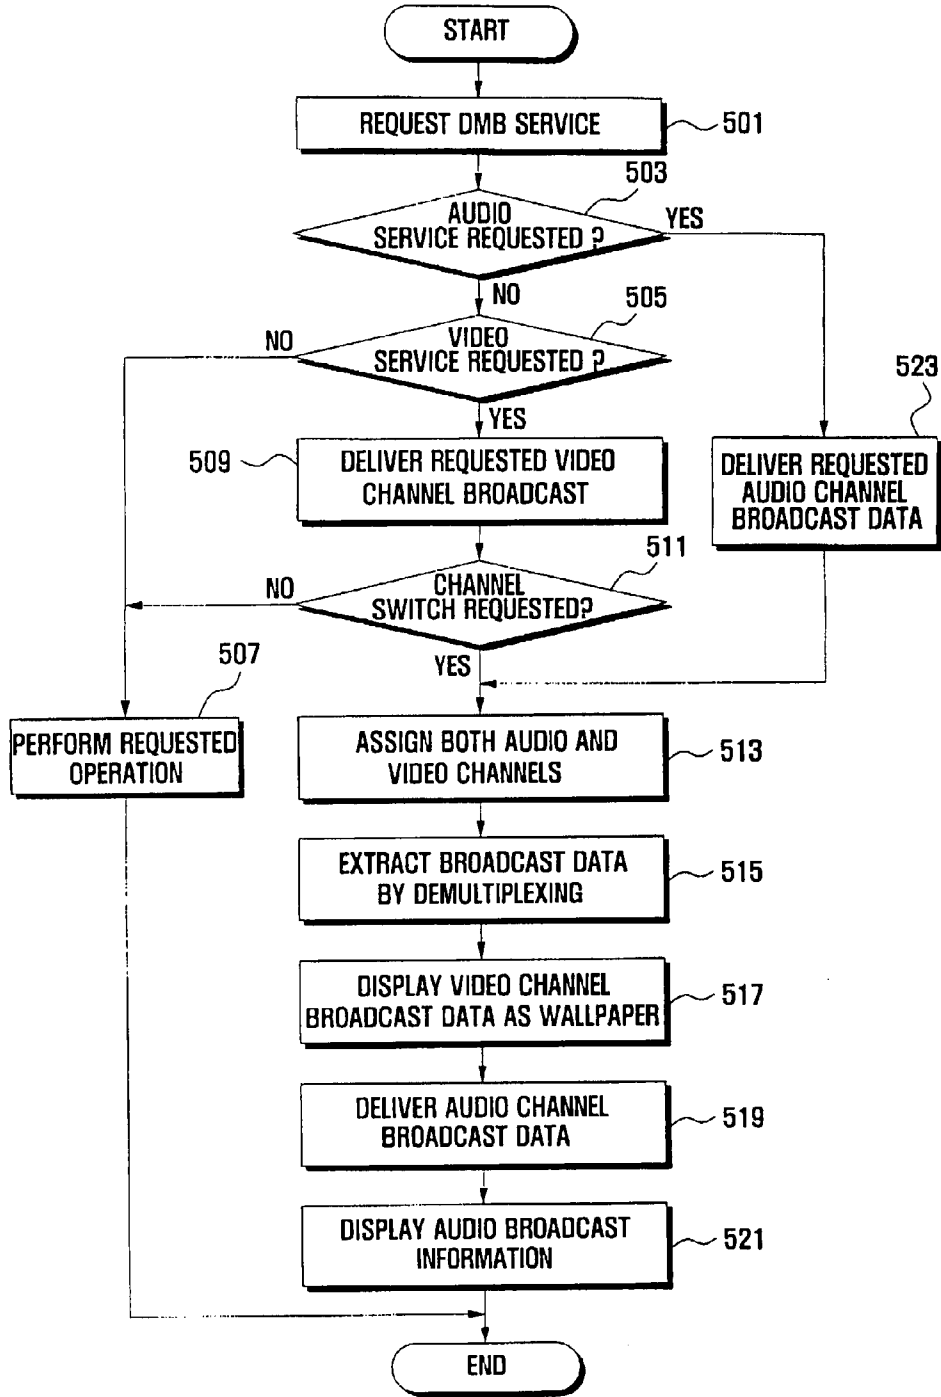 START
REQUEST DMB SERVICE
501
503
AUDIO
SERVICE REQUESTED ?
YES
NO
505
VIDEO
SERVICE REQUESTED ?
NO
YES
523
509
DELIVER REQUESTED VIDEO
CHANNEL BROADCAST
DELIVER REQUESTED
AUDIO CHANNEL
BROADCAST DATA
511
CHANNEL
SWITCH REQUESTED?
NO
YES
507
PERFORM REQUESTED
OPERATION
ASSIGN BOTH AUDIO AND
VIDEO CHANNELS
513
EXTRACT BROADCAST DATA
BY DEMULTIPLEXING
515
DISPLAY VIDEO CHANNEL
BROADCAST DATA AS WALLPAPER
517
DELIVER AUDIO CHANNEL
BROADCAST DATA
519
DISPLAY AUDIO BROADCAST
INFORMATION
521
END